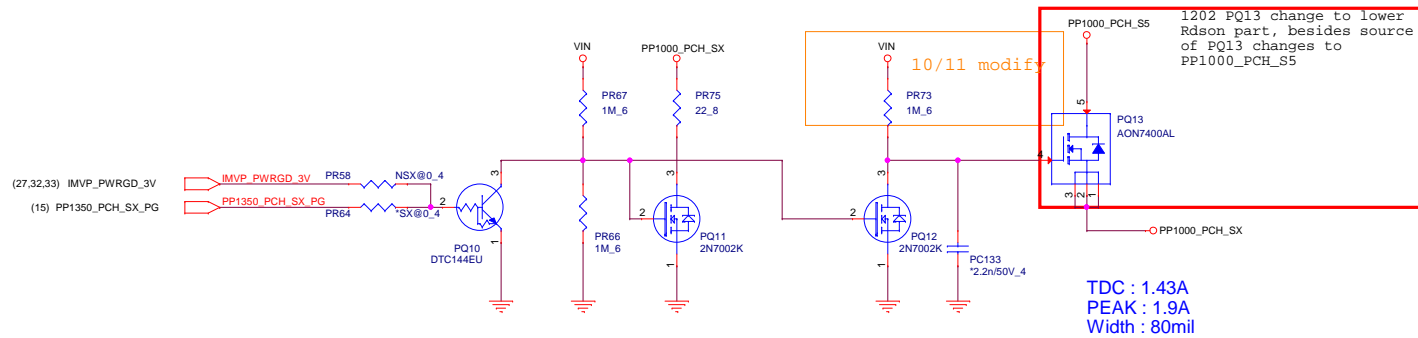 1202 PQ13 change to lower
Rdson part, besides source
of PQ13 changes to
PP1000_PCH_S5
PP1000_PCH_S5
VIN
PP1000_PCH_SX
VIN
10/11 modify
PR67
1M_6
PR75
22_8
PR73
1M_6
5
PQ13
AON7400AL
4
3
2
1
(27,32,33) IMVP_PWRGD_3V
IMVP_PWRGD_3V
PR58
NSX@0_4
(15) PP1350_PCH_SX_PG
PP1350_PCH_SX_PG
PR64
*SX@0_4
2
3
1
PQ10
DTC144EU
PR66
1M_6
2
3
1
PQ11
2N7002K
2
3
1
PQ12
2N7002K
PC133
*2.2n/50V_4
PP1000_PCH_SX
TDC : 1.43A
PEAK : 1.9A
Width : 80mil